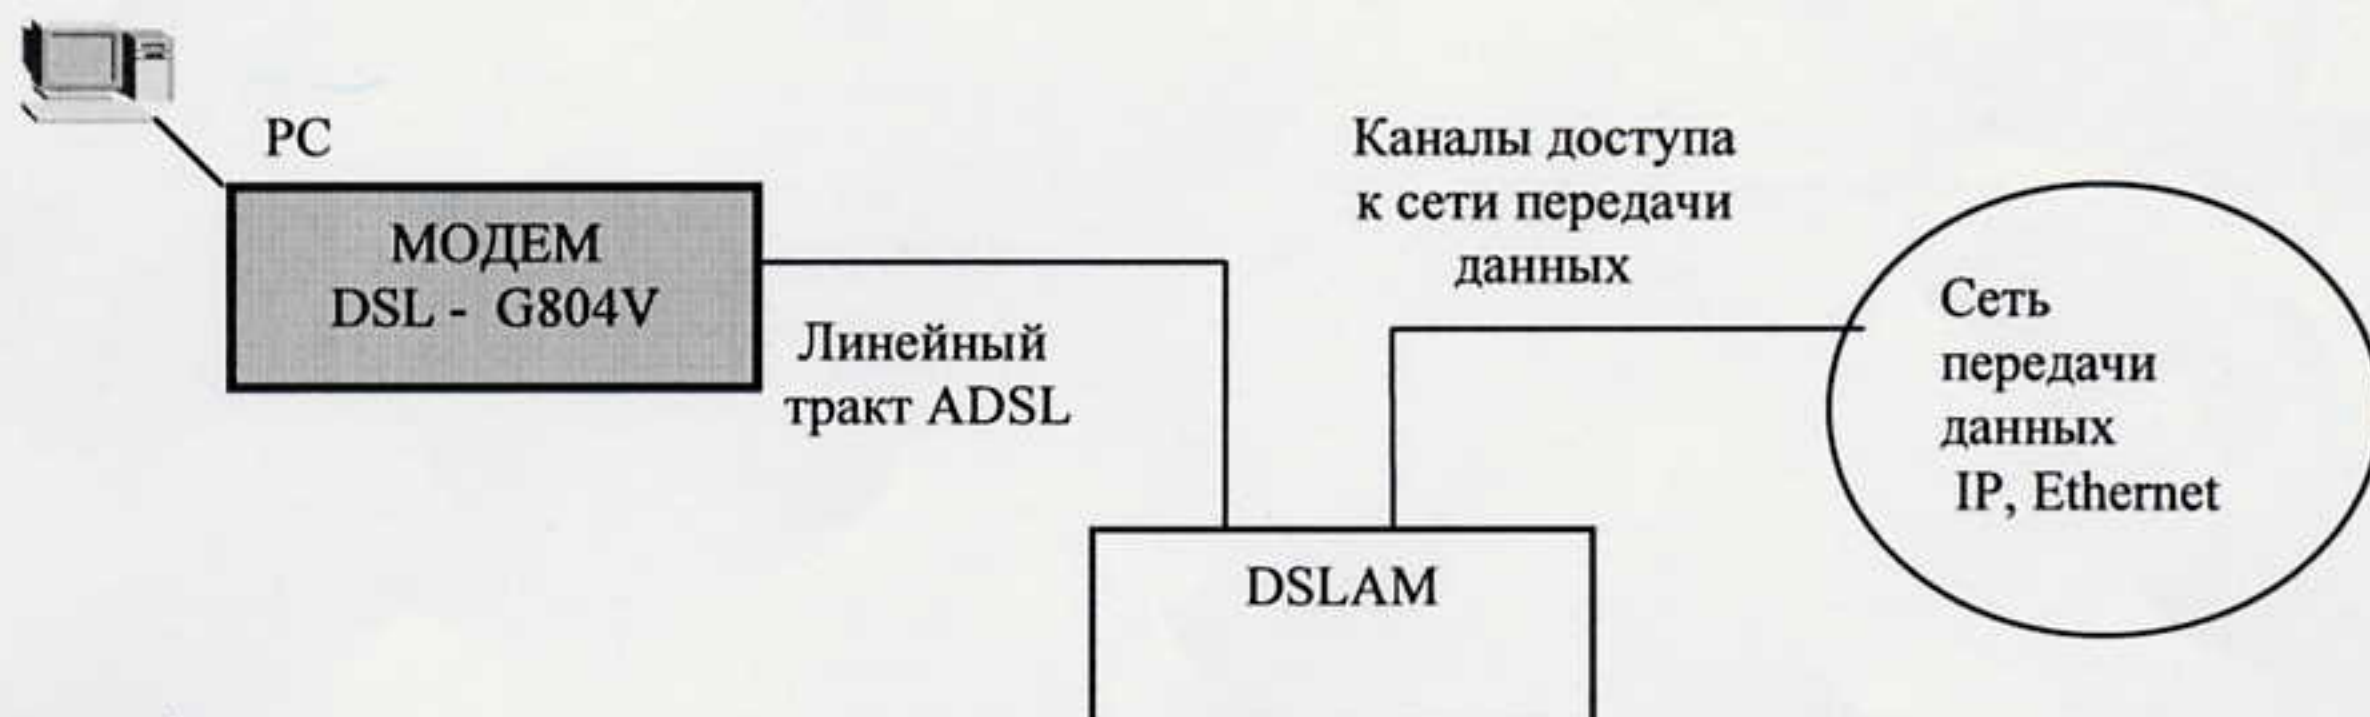 PC
МОДЕМ
DSL - G804V
Линейный
тракт ADSL
Каналы доступа
к сети передачи
данных
Сеть
передачи
данных
IP, Ethernet
DSLAM